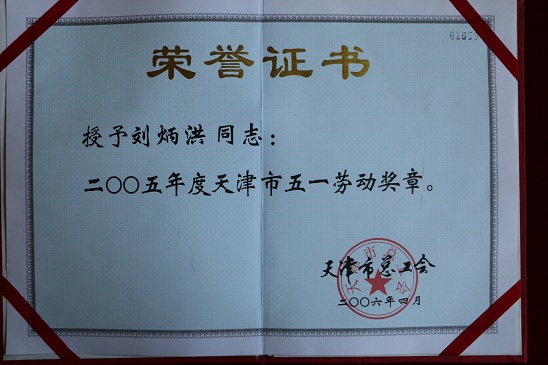 荣誉证书
授予刘炳洪同志：
二〇〇五年度天津市五一劳动奖章。
天津市总工会
二〇〇六年四月